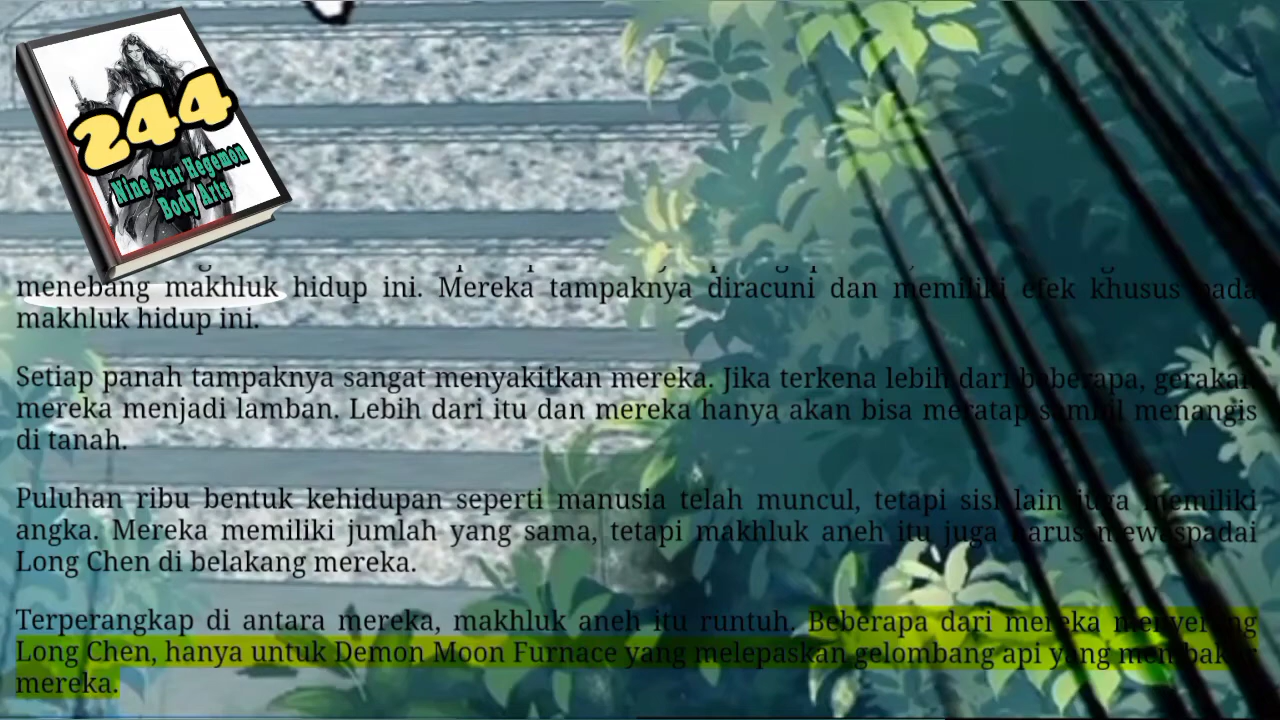 244
Nine Star Hegemon
Body Arts
menebang makhluk hidup ini. Mereka tampaknya diracuni dan memiliki efek khusus pada
makhluk hidup ini.
Setiap panah tampaknya sangat menyakitkan mereka. Jika terkena lebih dari beberapa, gerakan
mereka menjadi lamban. Lebih dari itu dan mereka hanya akan bisa meratap sambil menangis
di tanah.
Puluhan ribu bentuk kehidupan seperti manusia telah muncul, tetapi sisi lain juga memiliki
angka. Mereka memiliki jumlah yang sama, tetapi makhluk aneh itu juga harus mewaspadai
Long Chen di belakang mereka.
Terperangkap di antara mereka, makhluk aneh itu runtuh. Beberapa dari mereka menyerang
Long Chen, hanya untuk Demon Moon Furnace yang melepaskan gelombang api yang membakar
mereka.